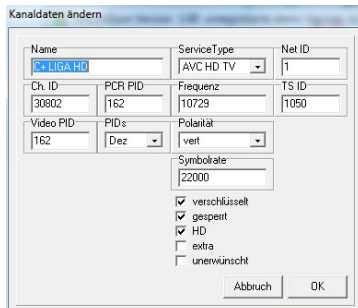 Kanaldaten ändern
Name
ServiceType
Net ID
C+ LIGA HD
AVC HD TV
1
Ch. ID
PCR PID
Frequenz
TS ID
30802
162
10729
1050
Video PID
PIDs
Polarität
162
Dez
vert
Symbolrate
22000
verschlüsselt
gesperrt
HD
extra
unerwünscht
Abbruch
OK